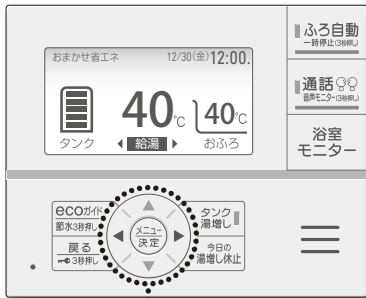 おまかせ省エネ 12/30(金)12:00.
40℃ 40℃
タンク ◀ 給湯 ▶ おふろ
ふろ自動
一時停止(3秒押し)
通話
音声モニター(3秒押し)
浴室
モニター
ecoガイド
節水3秒押し
戻る
3秒押し
メニュー
決定
タンク
湯増し
今日の
湯増し休止